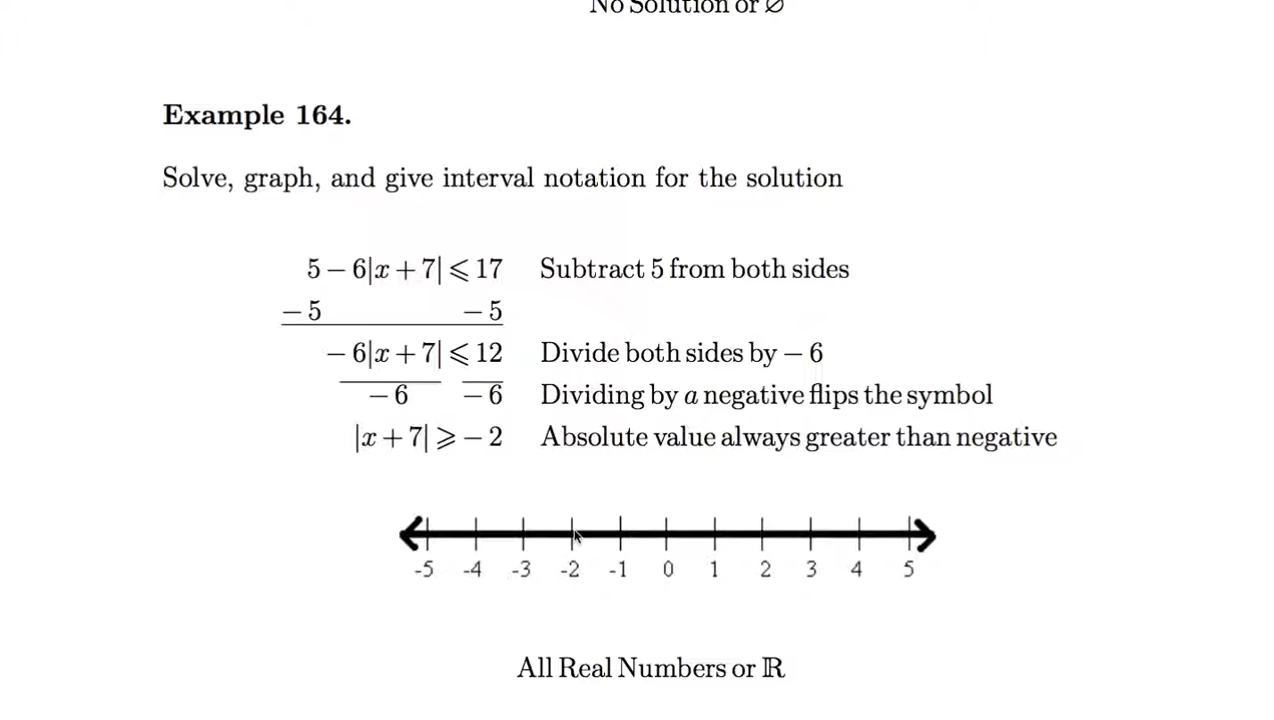 No Solution or ∅
Example 164.
Solve, graph, and give interval notation for the solution
5 − 6|x + 7| ⩽ 17 Subtract 5 from both sides
− 5 − 5
− 6|x + 7| ⩽ 12 Divide both sides by − 6
− 6 − 6 Dividing by a negative flips the symbol
|x + 7| ⩾ − 2 Absolute value always greater than negative
-5 -4 -3 -2 -1 0 1 2 3 4 5
All Real Numbers or ℝ